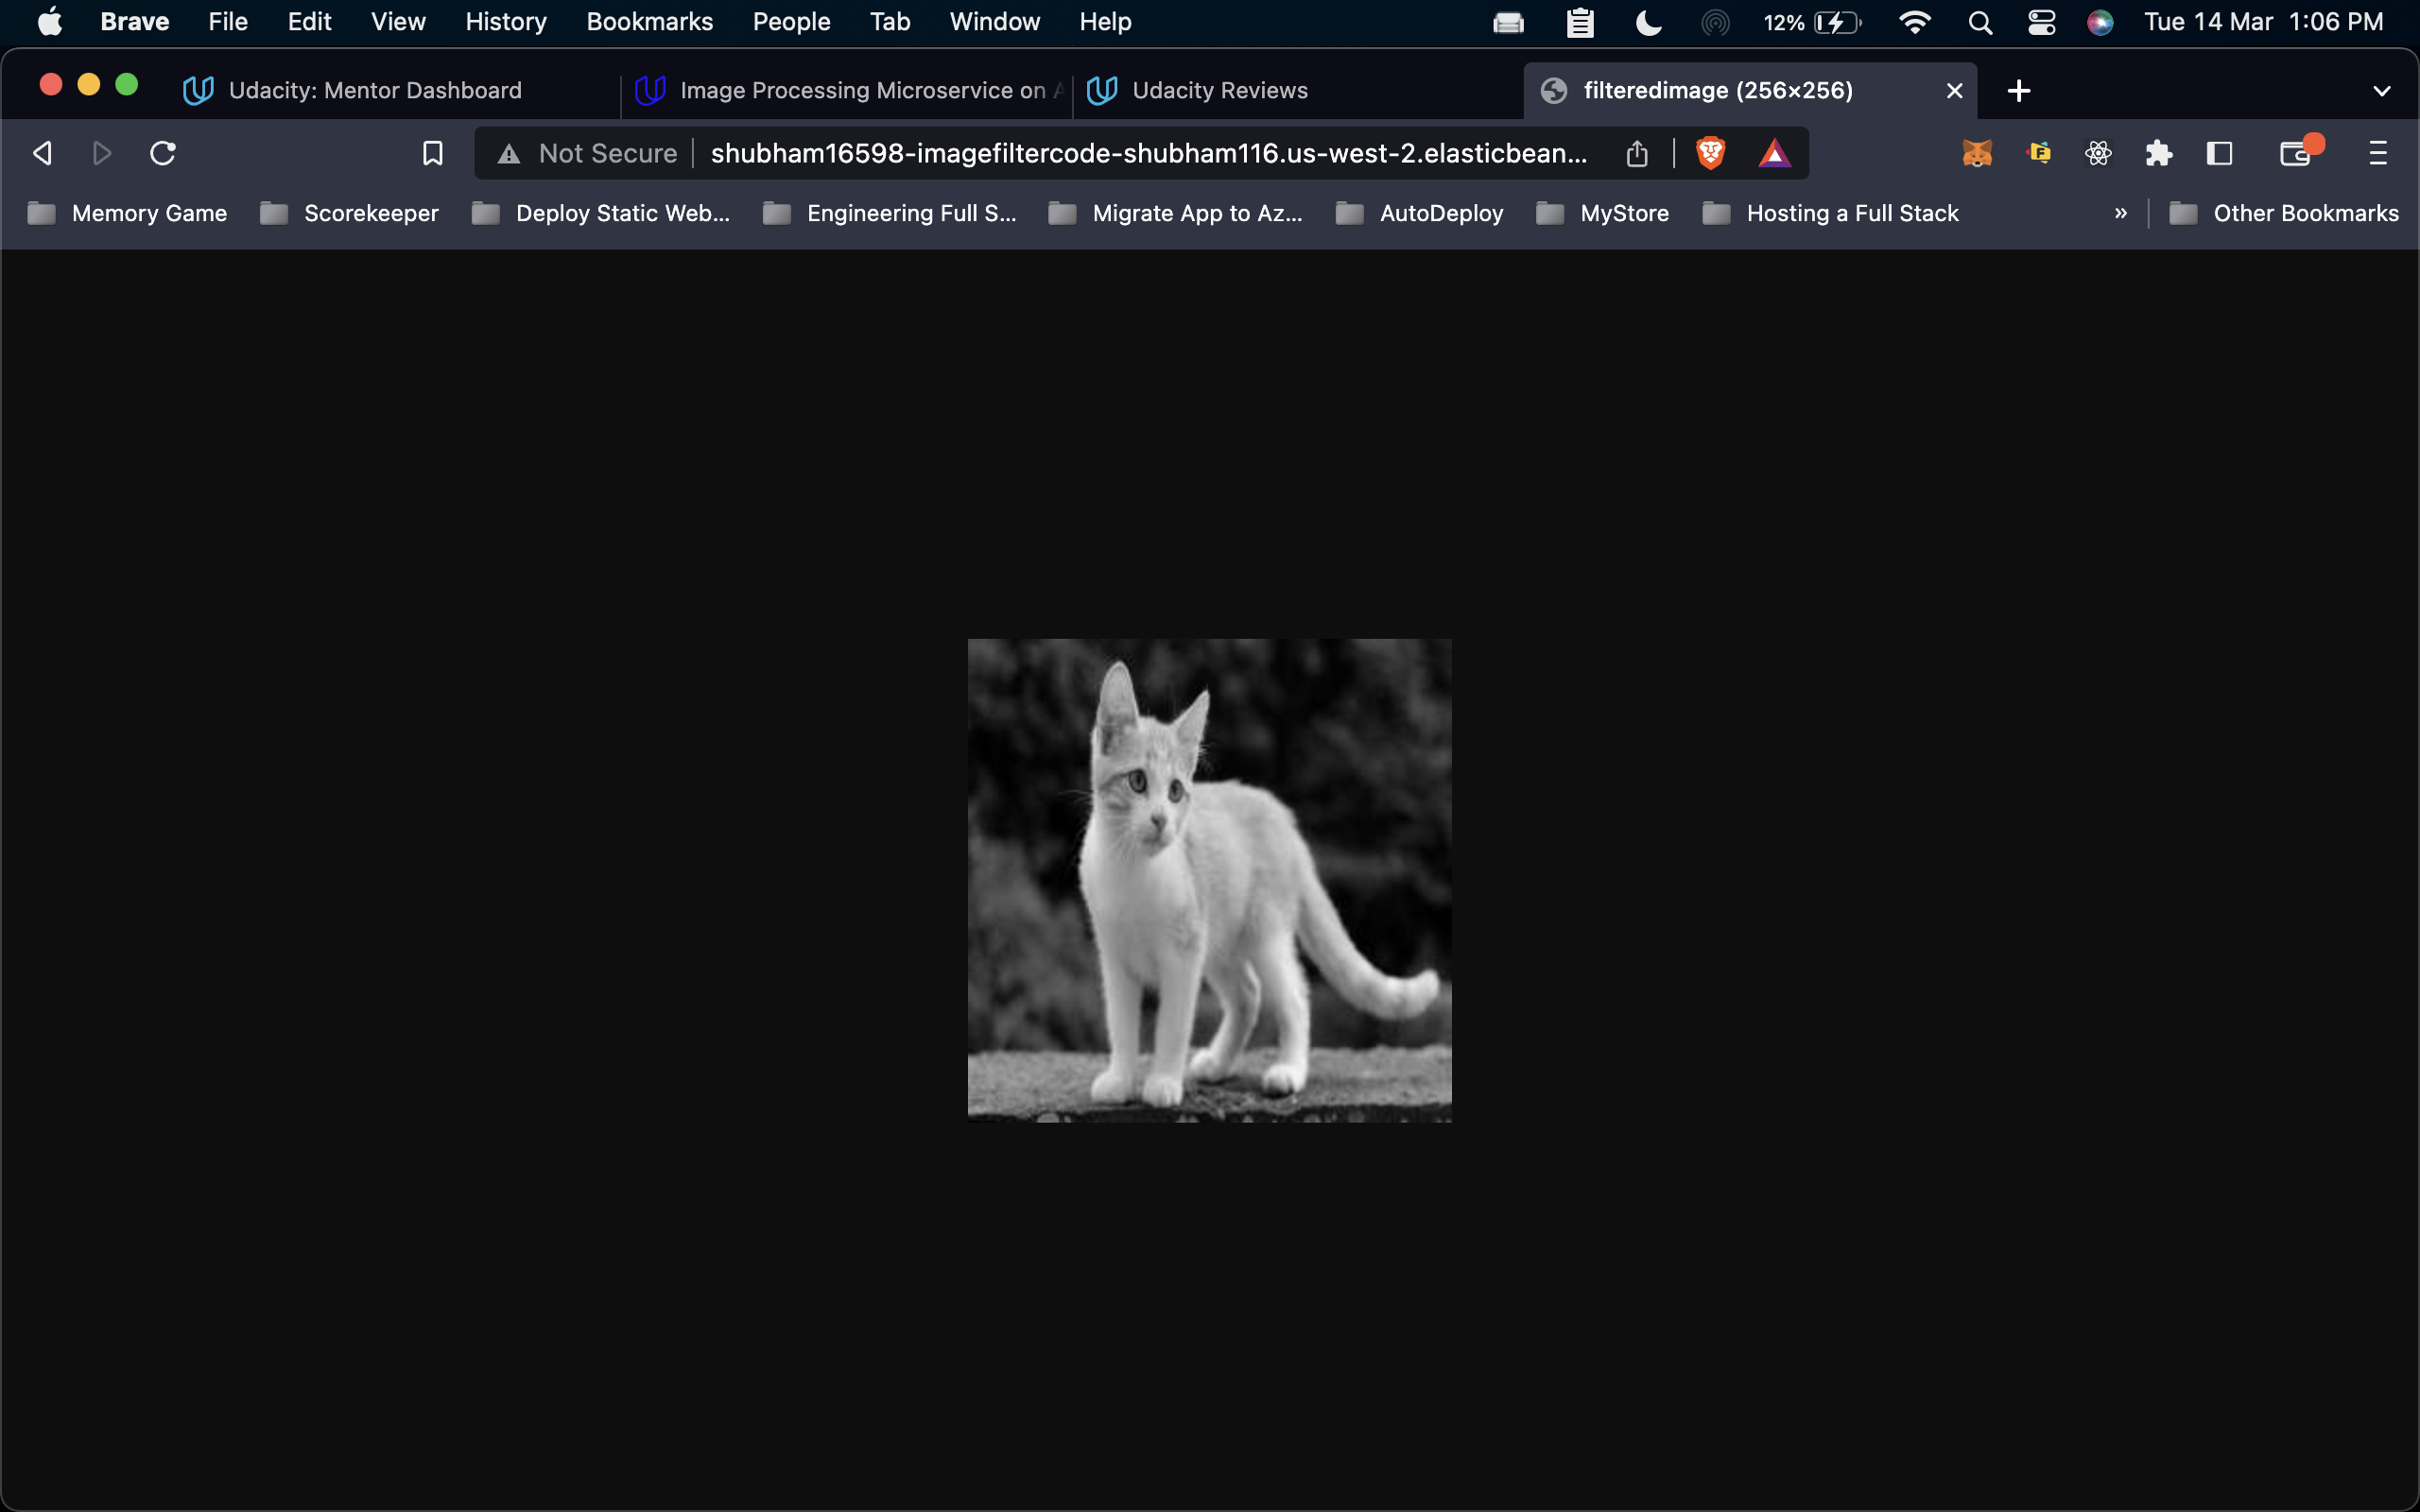 Brave File Edit View History Bookmarks People Tab Window Help 12% Tue 14 Mar 1:06 PM
Udacity: Mentor Dashboard Image Processing Microservice on A Udacity Reviews filteredimage (256×256)
Not Secure shubham16598-imagefiltercode-shubham116.us-west-2.elasticbean...
Memory Game Scorekeeper Deploy Static Web... Engineering Full S... Migrate App to Az... AutoDeploy MyStore Hosting a Full Stack » Other Bookmarks